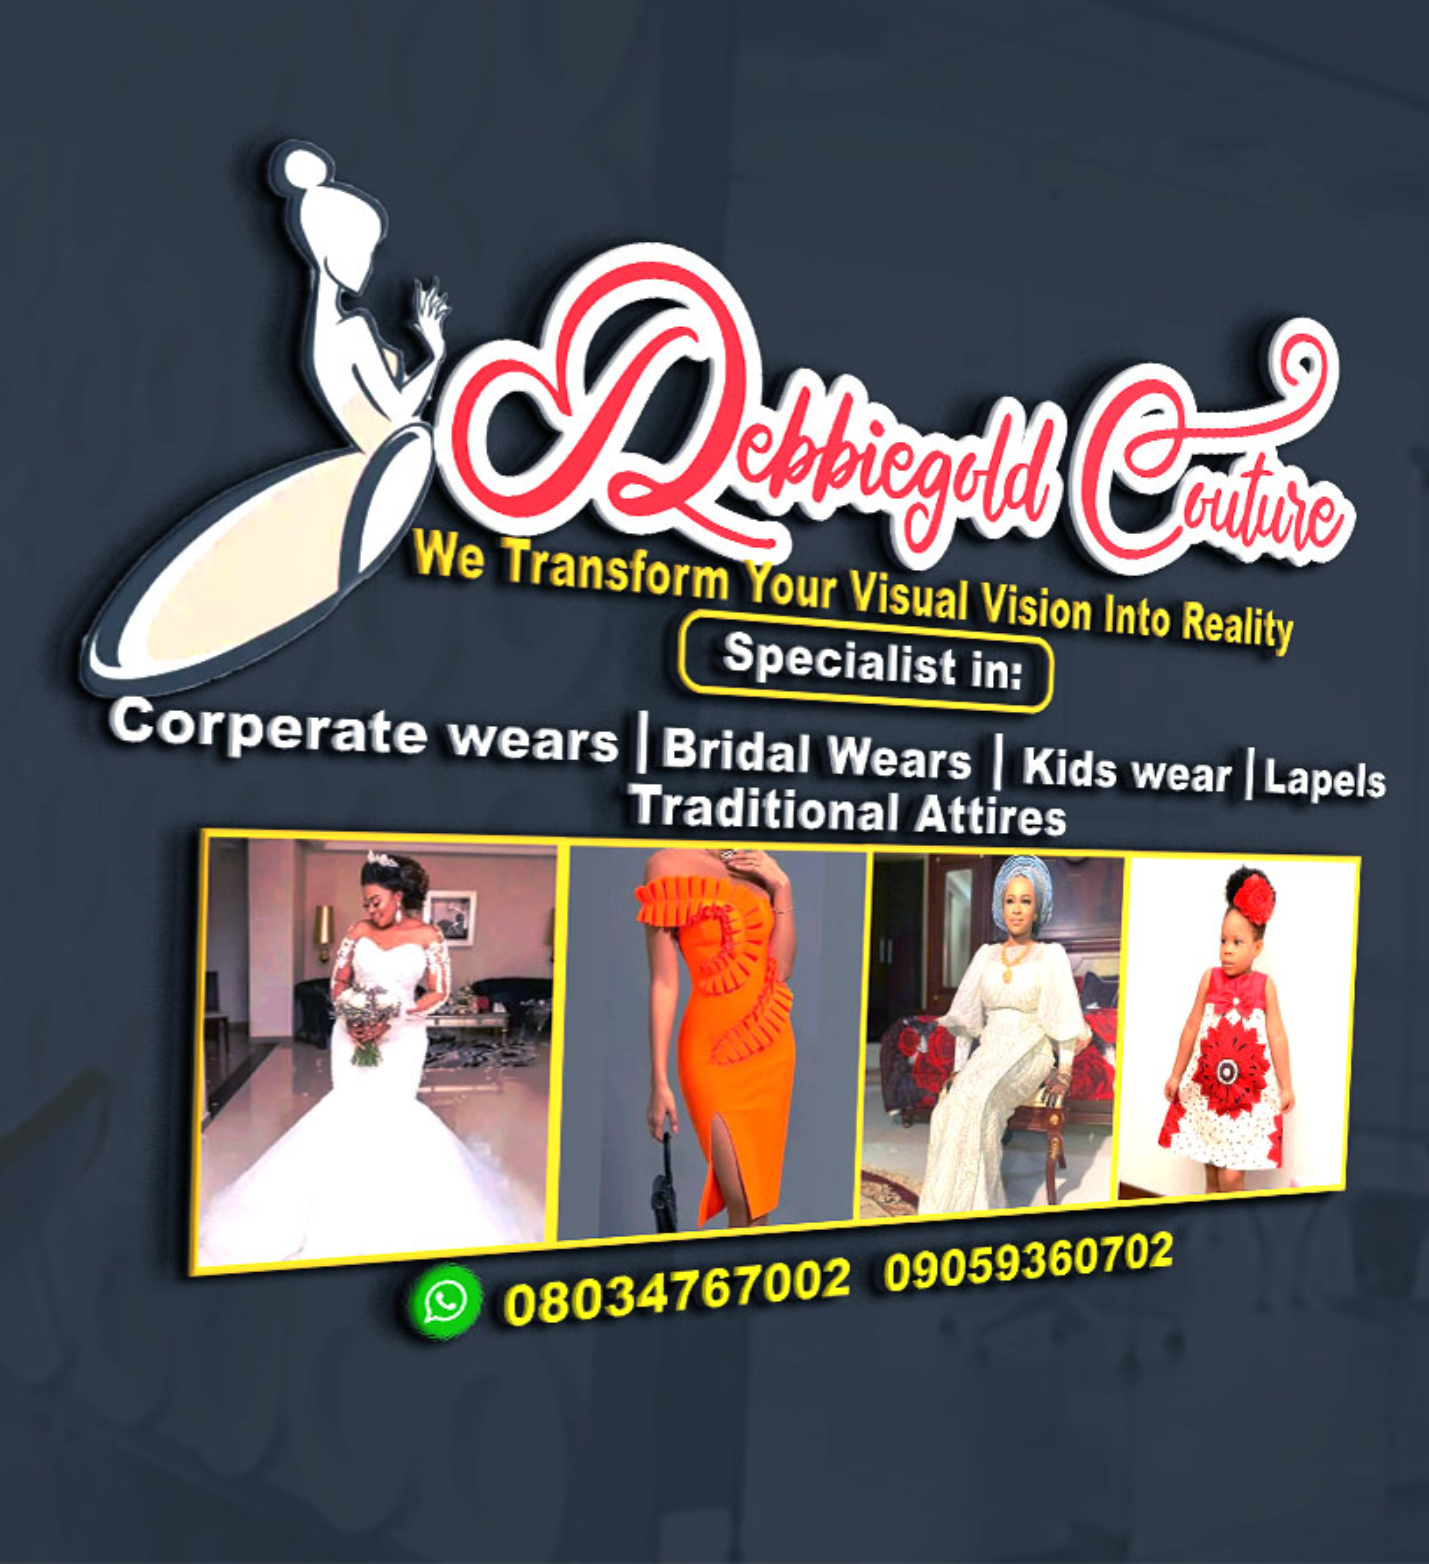 Debbiegold Couture
We Transform Your Visual Vision Into Reality
Specialist in:
Corperate wears | Bridal Wears | Kids wear | Lapels
Traditional Attires
08034767002 09059360702